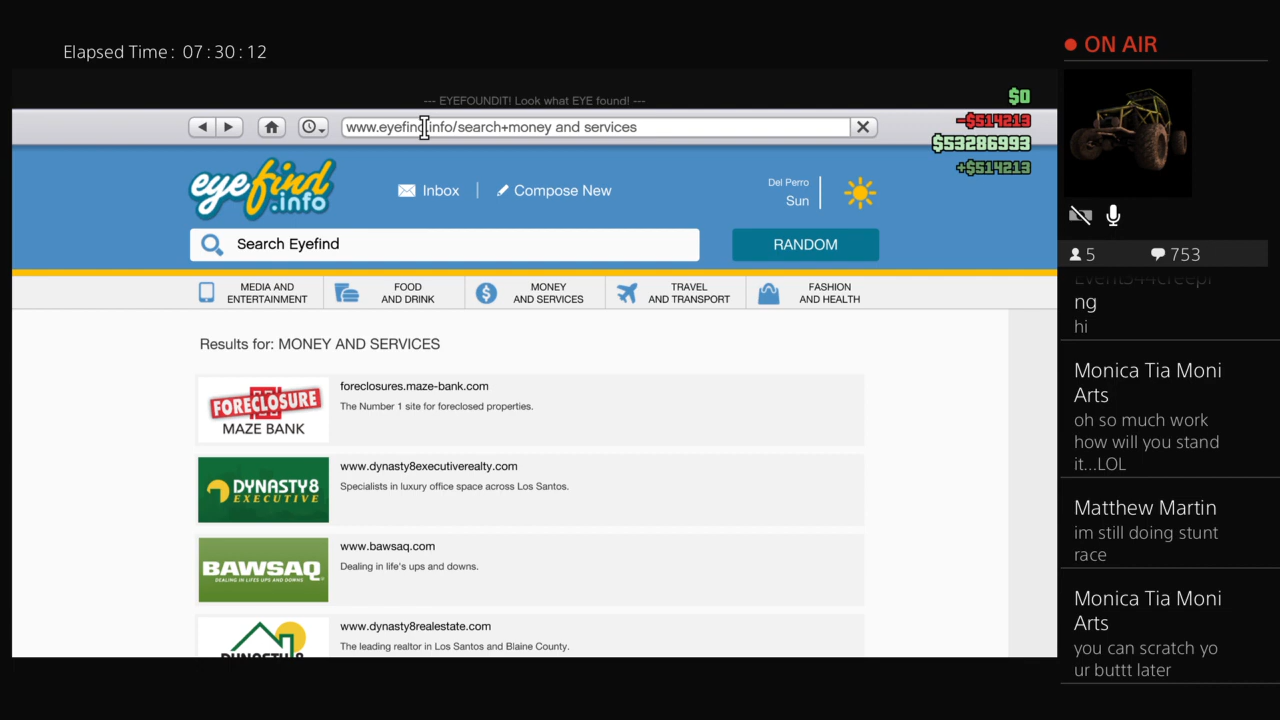 Elapsed Time: 07:30:12
ON AIR
--- EYEFOUNDIT! Look what EYE found! ---
$0
-$514213
$53286993
+$514213
www.eyefind.info/search+money and services
eyefind
.info
Inbox
Compose New
Del Perro
Sun
Search Eyefind
RANDOM
MEDIA AND
ENTERTAINMENT
FOOD
AND DRINK
MONEY
AND SERVICES
TRAVEL
AND TRANSPORT
FASHION
AND HEALTH
Results for: MONEY AND SERVICES
FORECLOSURE
MAZE BANK
foreclosures.maze-bank.com
The Number 1 site for foreclosed properties.
DYNASTY8
EXECUTIVE
www.dynasty8executiverealty.com
Specialists in luxury office space across Los Santos.
BAWSAQ
DEALING IN LIFE'S UPS AND DOWNS
www.bawsaq.com
Dealing in life's ups and downs.
DYNASTY8
www.dynasty8realestate.com
The leading realtor in Los Santos and Blaine County.
5
753
ng
hi
Monica Tia Moni
Arts
oh so much work
how will you stand
it...LOL
Matthew Martin
im still doing stunt
race
Monica Tia Moni
Arts
you can scratch yo
ur buttt later